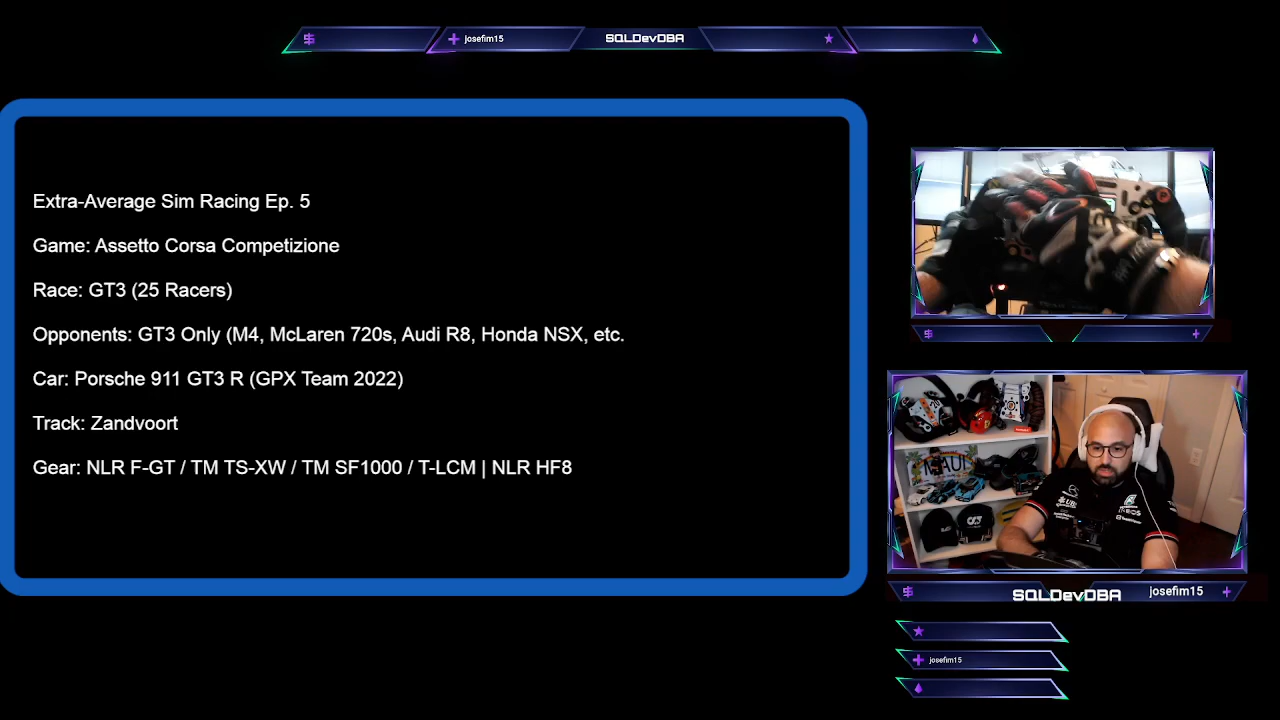 josefim15
SQLDevDBA
Extra-Average Sim Racing Ep. 5
Game: Assetto Corsa Competizione
Race: GT3 (25 Racers)
Opponents: GT3 Only (M4, McLaren 720s, Audi R8, Honda NSX, etc.
Car: Porsche 911 GT3 R (GPX Team 2022)
Track: Zandvoort
Gear: NLR F-GT / TM TS-XW / TM SF1000 / T-LCM | NLR HF8
MAUI
INEOS
SQLDevDBA
josefim15
josefim15